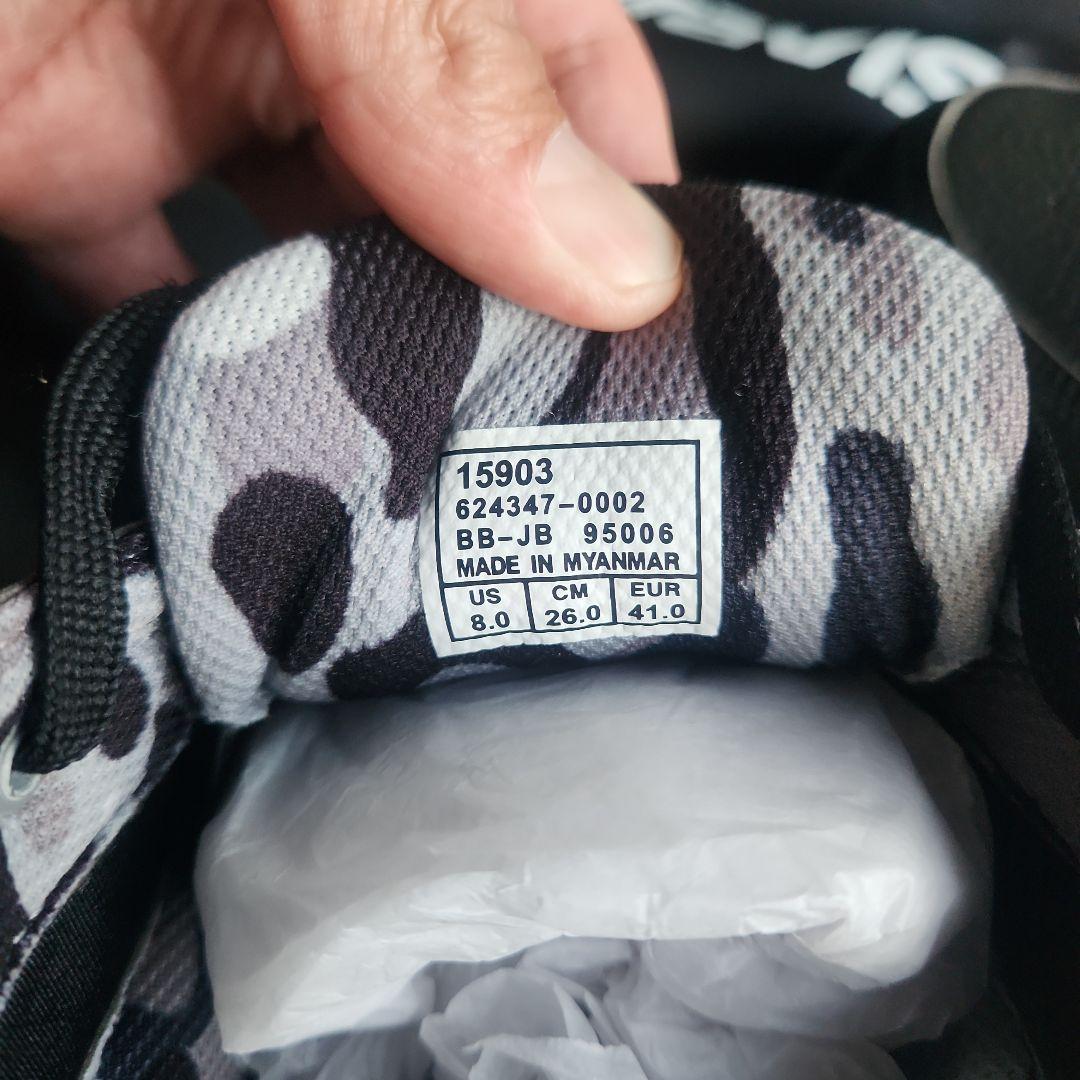 15903
624347-0002
BB-JB 95006
MADE IN MYANMAR
US CM EUR
8.0 26.0 41.0